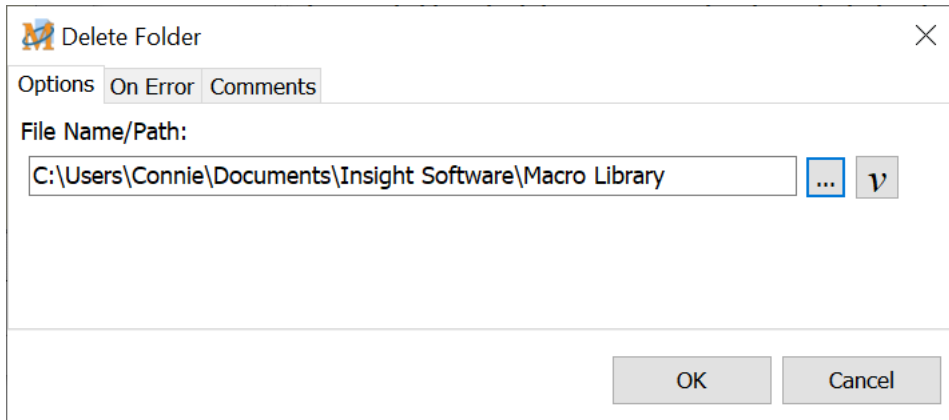 Delete Folder
Options On Error Comments
File Name/Path:
C:\Users\Connie\Documents\Insight Software\Macro Library ... v
OK Cancel